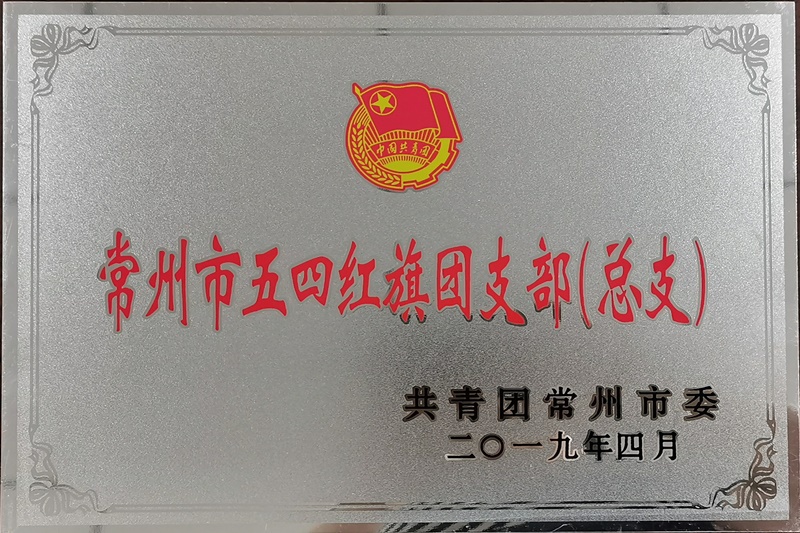 中国共青团
常州市五四红旗团支部(总支)
共青团常州市委
二〇一九年四月